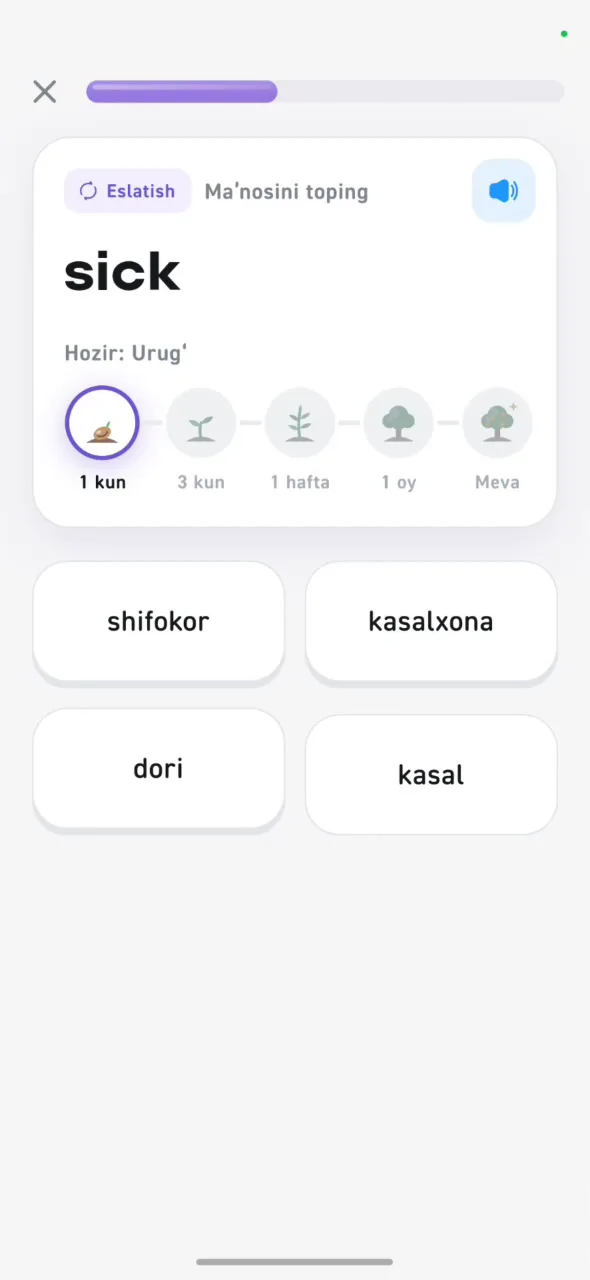 Eslatish Ma'nosini toping
sick
Hozir: Urug‘
1 kun 3 kun 1 hafta 1 oy Meva
shifokor kasalxona
dori kasal